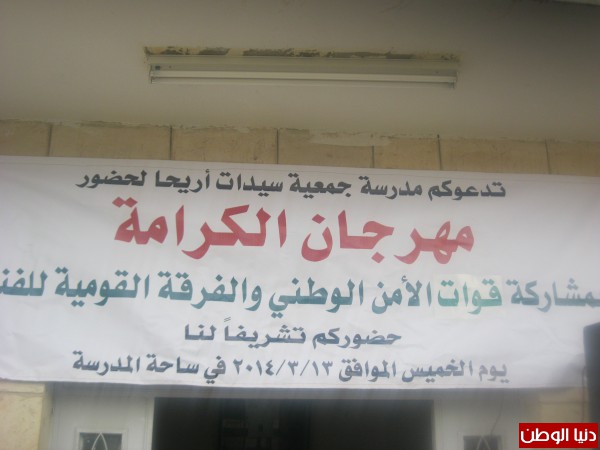 تدعوكم مدرسة جمعية سيدات أريحا لحضور
مهرجان الكرامة
بمشاركة قوات الأمن الوطني والفرقة القومية
حضوركم تشريفاً لنا
يوم الخميس الموافق ٢٠١٤/٣/١٣ في ساحة المدرسة
دنيا الوطن